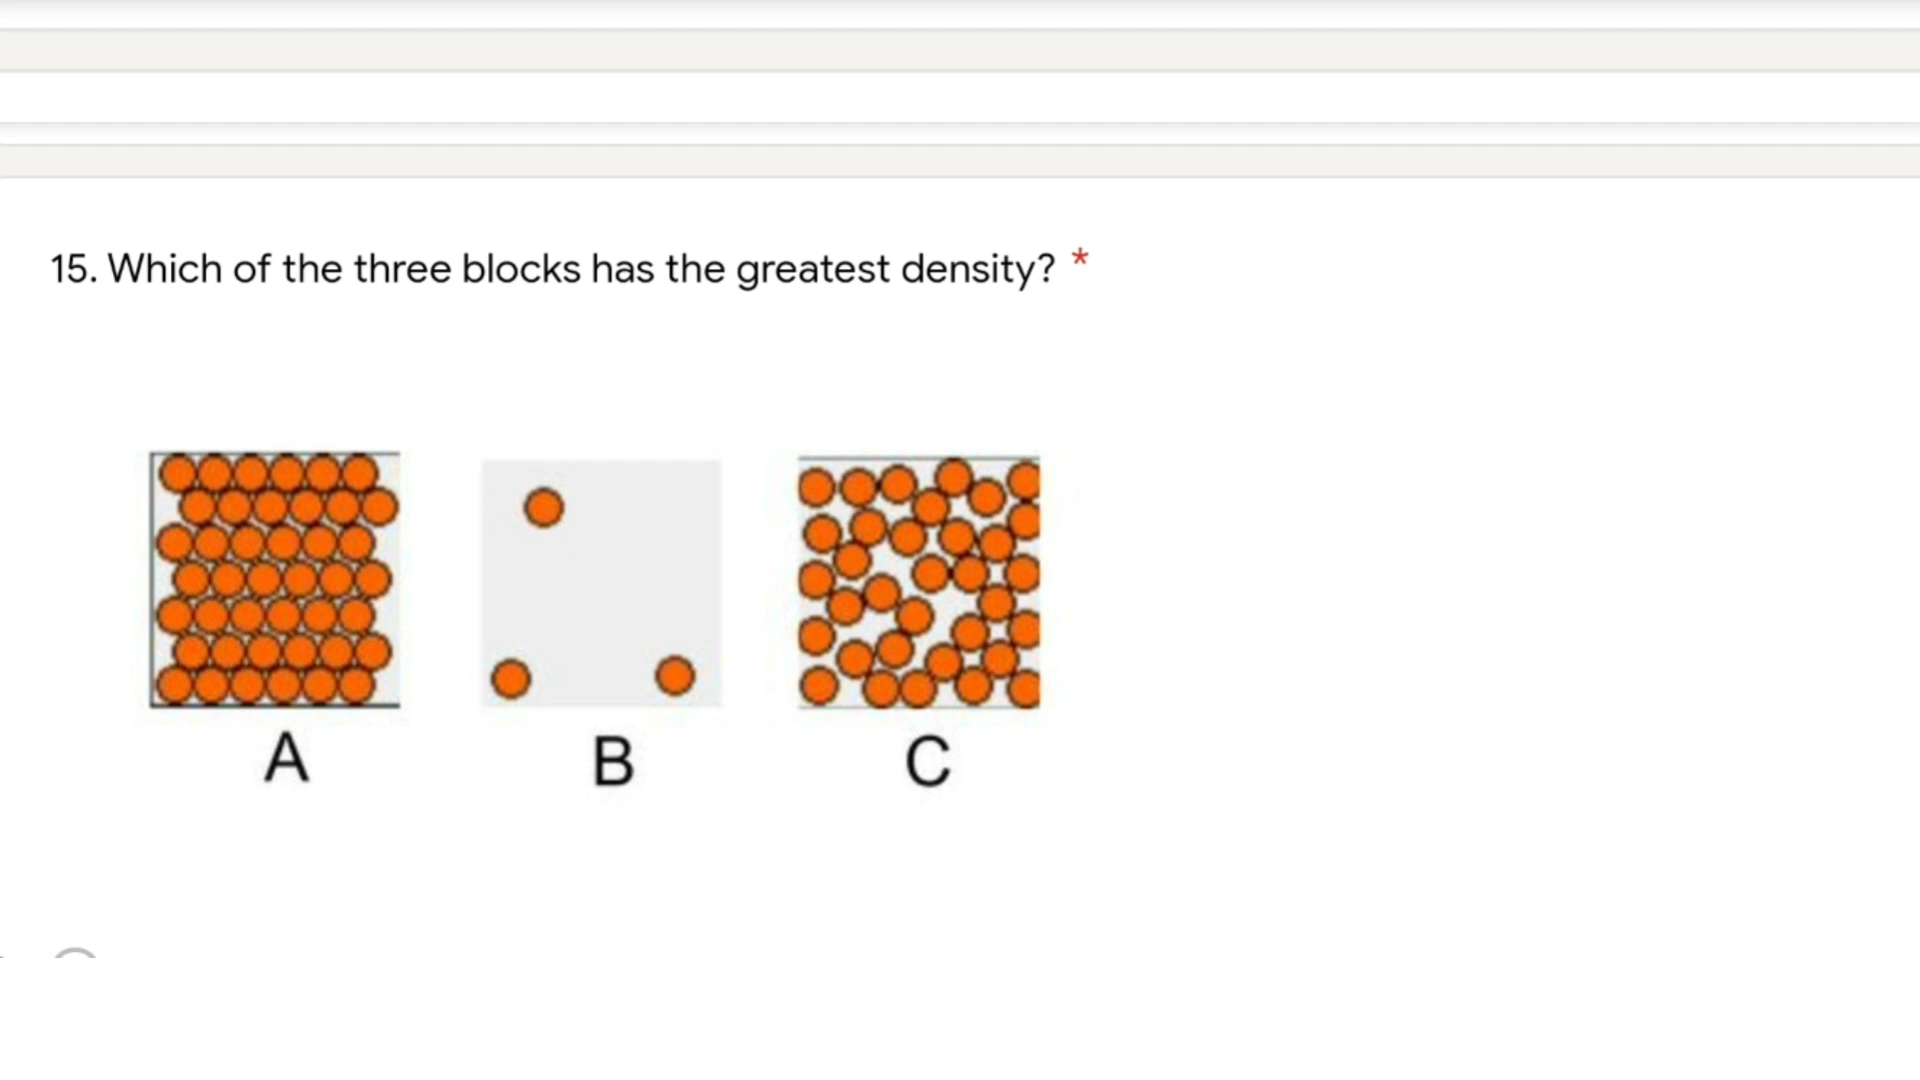 15. Which of the three blocks has the greatest density? *
A B C